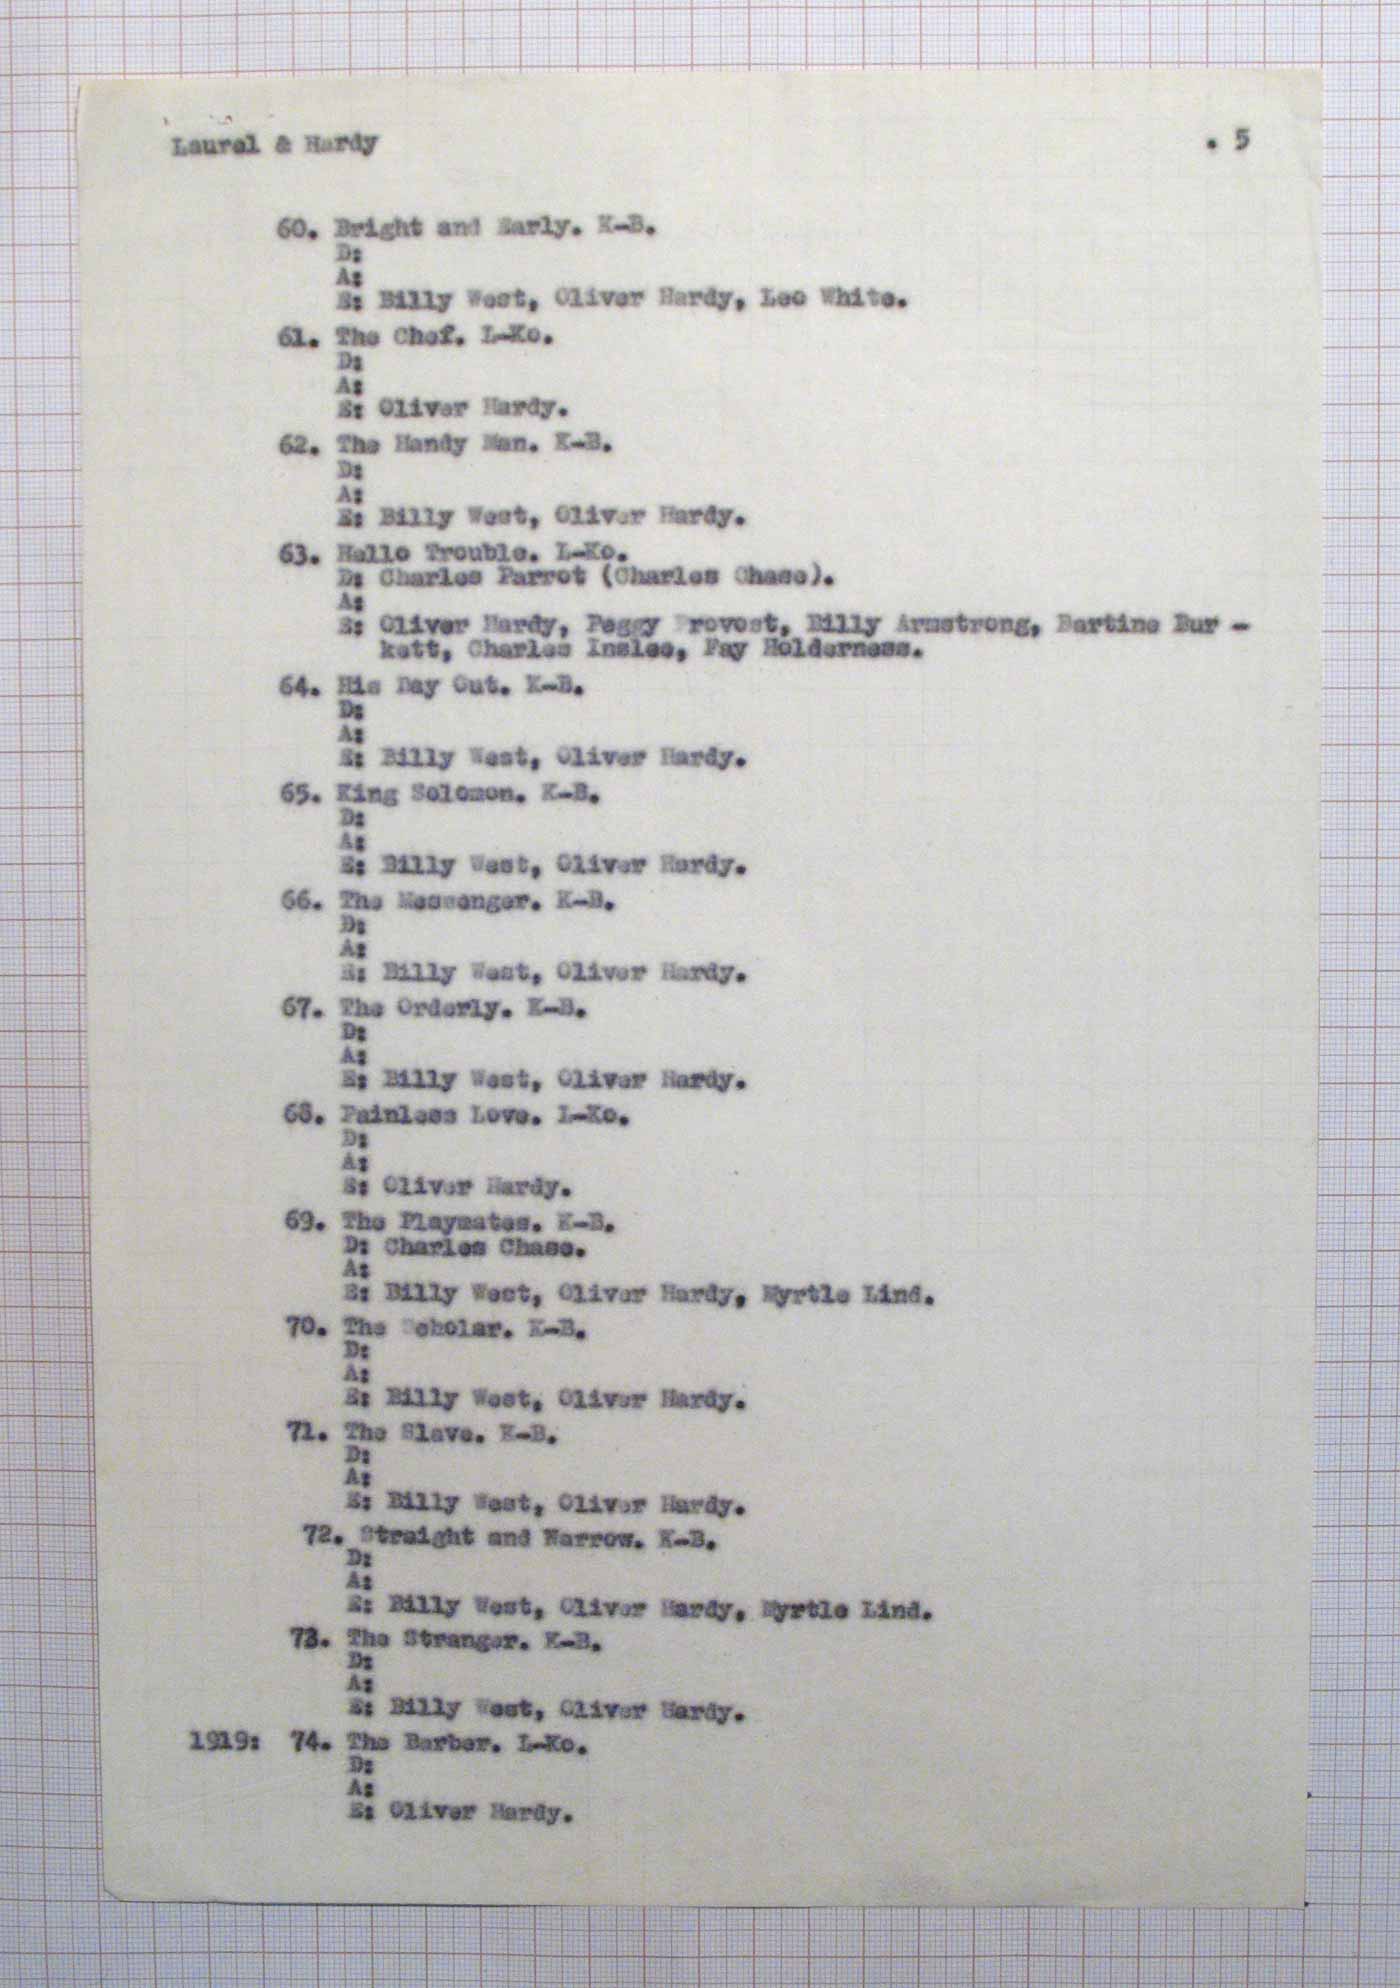 Laurel & Hardy . 5
60. Bright and Early. K-B.
D:
A:
E: Billy West, Oliver Hardy, Leo White.
61. The Chef. L-Ko.
D:
A:
E: Oliver Hardy.
62. The Handy Man. K-B.
D:
A:
E: Billy West, Oliver Hardy.
63. Hello Trouble. L-Ko.
D: Charles Parrot (Charles Chase).
A:
E: Oliver Hardy, Peggy Provost, Billy Armstrong, Bartine Bur -
kett, Charles Inslee, Fay Holderness.
64. His Day Out. K-B.
D:
A:
E: Billy West, Oliver Hardy.
65. King Solomon. K-B.
D:
A:
E: Billy West, Oliver Hardy.
66. The Messenger. K-B.
D:
A:
E: Billy West, Oliver Hardy.
67. The Orderly. K-B.
D:
A:
E: Billy West, Oliver Hardy.
68. Painless Love. L-Ko.
D:
A:
E: Oliver Hardy.
69. The Playmates. K-B.
D: Charles Chase.
A:
E: Billy West, Oliver Hardy, Myrtle Lind.
70. The Scholar. K-B.
D:
A:
E: Billy West, Oliver Hardy.
71. The Slave. K-B.
D:
A:
E: Billy West, Oliver Hardy.
72. Straight and Narrow. K-B.
D:
A:
E: Billy West, Oliver Hardy, Myrtle Lind.
73. The Stranger. K-B.
D:
A:
E: Billy West, Oliver Hardy.
1919: 74. The Barber. L-Ko.
D:
A:
E: Oliver Hardy.